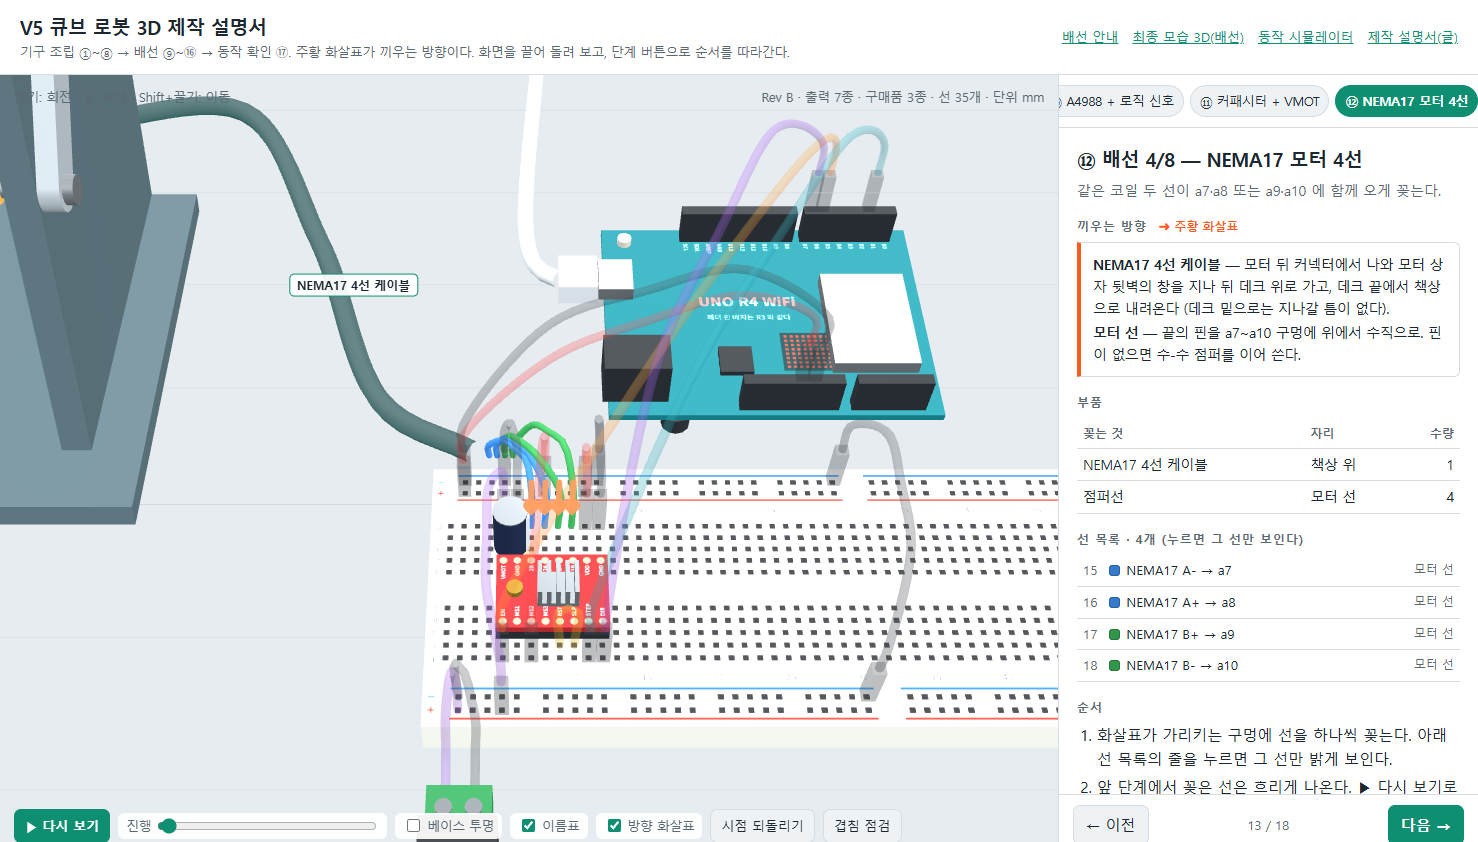 V5 큐브 로봇 3D 제작 설명서
기구 조립 ①~⑧ → 배선 ⑨~⑯ → 동작 확인 ⑰. 주황 화살표가 끼우는 방향이다. 화면을 끌어 돌려 보고, 단계 버튼으로 순서를 따라간다.
배선 안내 최종 모습 3D(배선) 동작 시뮬레이터 제작 설명서(글)
Shift+끌기: 이동
Rev B · 출력 7종 · 구매품 3종 · 선 35개 · 단위 mm
A4988 + 로직 신호 ⑪ 커패시터 + VMOT ⑫ NEMA17 모터 4선
⑫ 배선 4/8 — NEMA17 모터 4선
같은 코일 두 선이 a7·a8 또는 a9·a10 에 함께 오게 꽂는다.
끼우는 방향 → 주황 화살표
NEMA17 4선 케이블 — 모터 뒤 커넥터에서 나와 모터 상
자 뒷벽의 창을 지나 뒤 데크 위로 가고, 데크 끝에서 책상
으로 내려온다 (데크 밑으로는 지나갈 틈이 없다).
모터 선 — 끝의 핀을 a7~a10 구멍에 위에서 수직으로. 핀
이 없으면 수-수 점퍼를 이어 쓴다.
부품
꽂는 것 자리 수량
NEMA17 4선 케이블 책상 위 1
점퍼선 모터 선 4
선 목록 · 4개 (누르면 그 선만 보인다)
15 NEMA17 A- → a7 모터 선
16 NEMA17 A+ → a8 모터 선
17 NEMA17 B+ → a9 모터 선
18 NEMA17 B- → a10 모터 선
순서
1. 화살표가 가리키는 구멍에 선을 하나씩 꽂는다. 아래
선 목록의 줄을 누르면 그 선만 밝게 보인다.
2. 앞 단계에서 꽂은 선은 흐리게 나온다. ▶ 다시 보기로
← 이전 13 / 18 다음 →
NEMA17 4선 케이블
UNO R4 WiFi
헤더 핀 배치는 R3 와 같다
▶ 다시 보기 진행 베이스 투명 이름표 방향 화살표 시점 되돌리기 겹침 점검